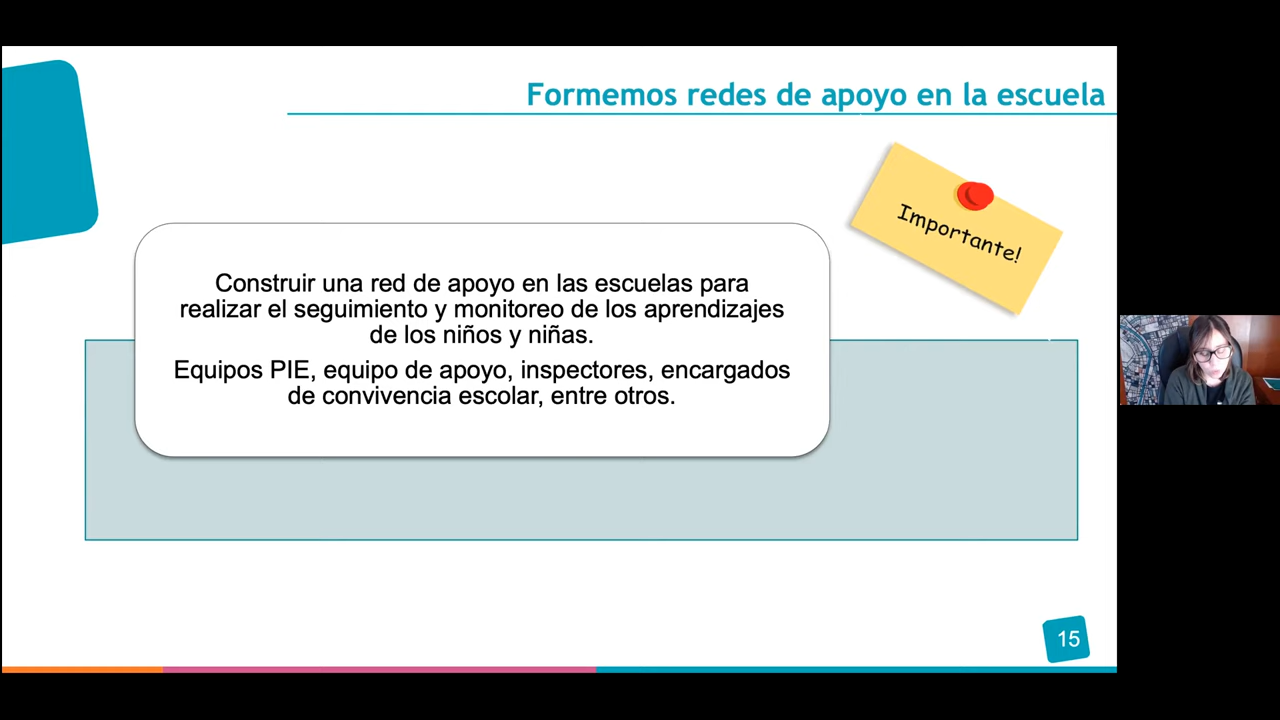 Formemos redes de apoyo en la escuela
Importante!
Construir una red de apoyo en las escuelas para
realizar el seguimiento y monitoreo de los aprendizajes
de los niños y niñas.
Equipos PIE, equipo de apoyo, inspectores, encargados
de convivencia escolar, entre otros.
15